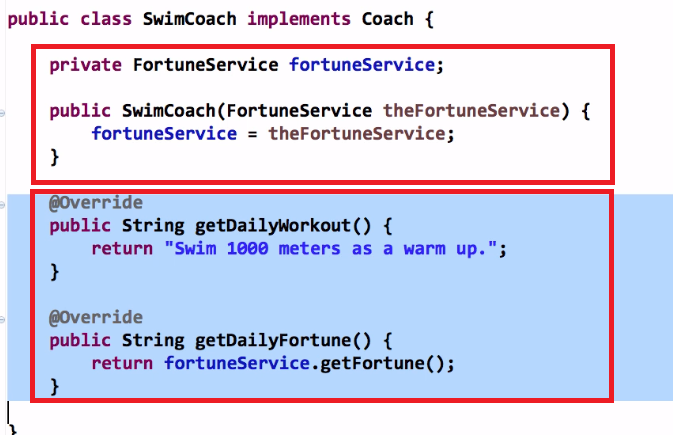 public class SwimCoach implements Coach {
private FortuneService fortuneService;
public SwimCoach(FortuneService theFortuneService) {
fortuneService = theFortuneService;
}
@Override
public String getDailyWorkout() {
return "Swim 1000 meters as a warm up.";
}
@Override
public String getDailyFortune() {
return fortuneService.getFortune();
}
}